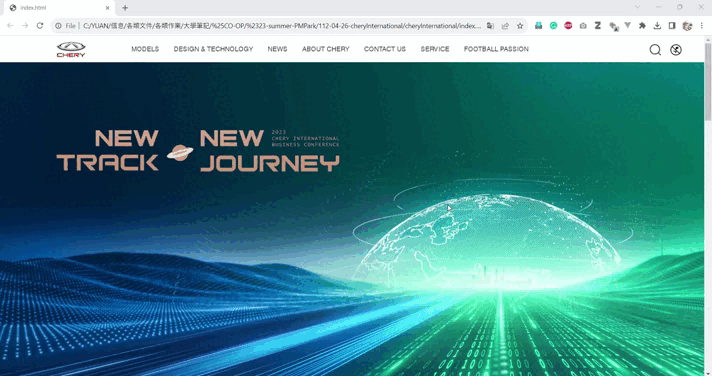 index.html
File | C:/YUAN/信息/各類文件/各類作業/大學筆記/%25CO-OP/%2323-summer-PMPark/112-04-26-cheryInternational/cheryInternational/index....
CHERY
MODELS DESIGN & TECHNOLOGY NEWS ABOUT CHERY CONTACT US SERVICE FOOTBALL PASSION
NEW TRACK
NEW JOURNEY
2023
CHERY INTERNATIONAL
BUSINESS CONFERENCE